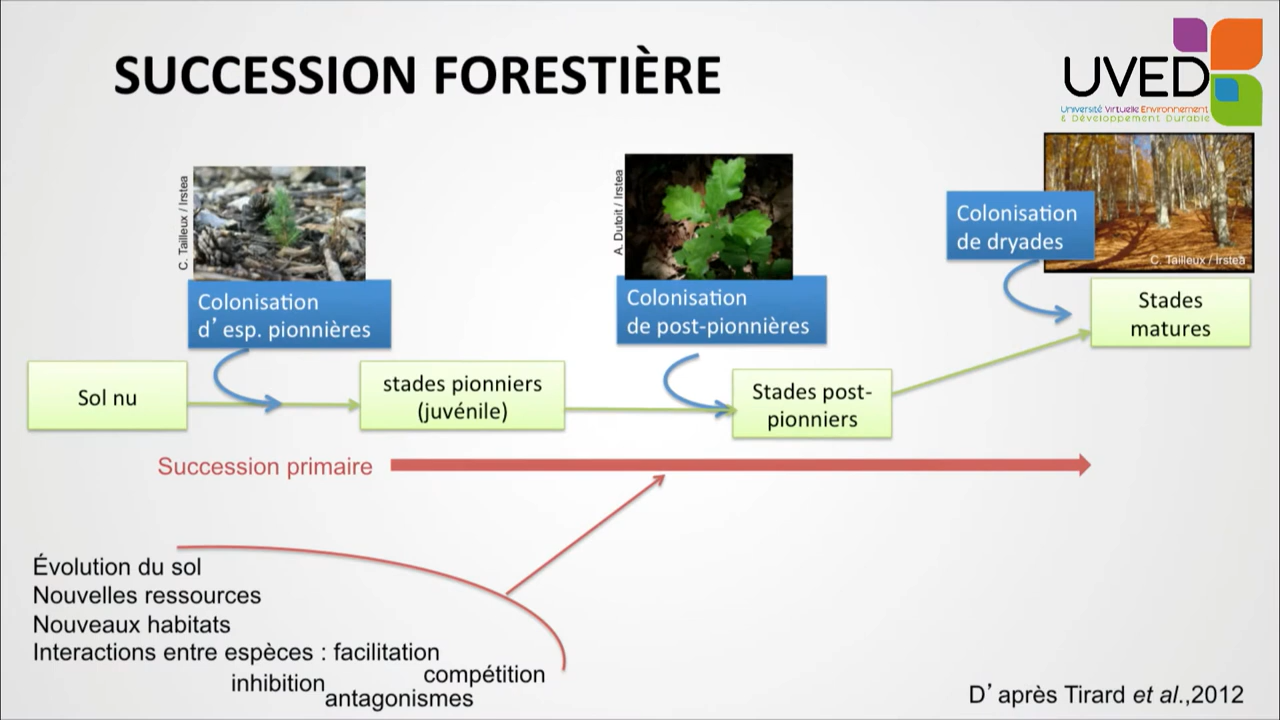 SUCCESSION FORESTIÈRE
UVED
Université Virtuelle Environnement
& Développement Durable
C. Tailleux / Irstea
A. Dutoit / Irstea
C. Tailleux / Irstea
Colonisation
d’esp. pionnières
Colonisation
de post-pionnières
Colonisation
de dryades
Sol nu
stades pionniers
(juvénile)
Stades post-
pionniers
Stades
matures
Succession primaire
Évolution du sol
Nouvelles ressources
Nouveaux habitats
Interactions entre espèces : facilitation
compétition
inhibition
antagonismes
D’après Tirard et al.,2012